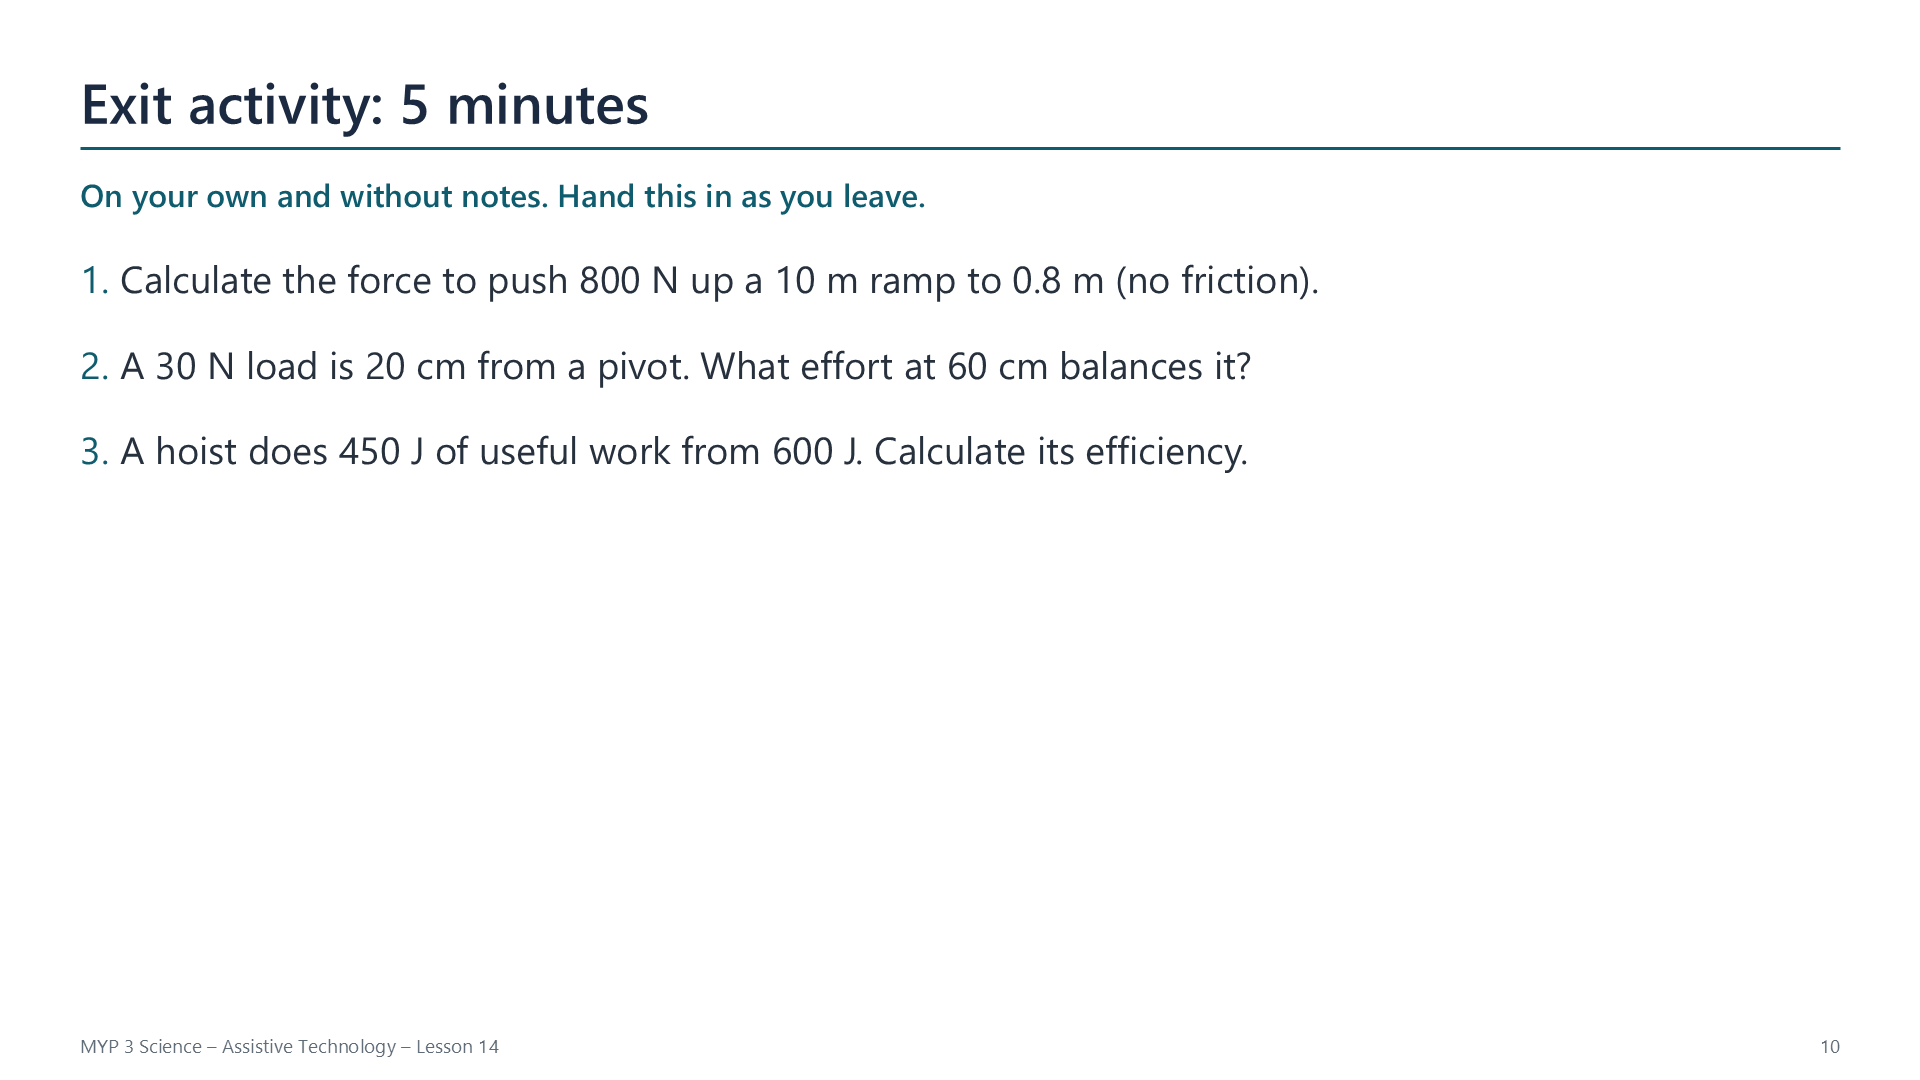 Exit activity: 5 minutes
On your own and without notes. Hand this in as you leave.
1. Calculate the force to push 800 N up a 10 m ramp to 0.8 m (no friction).
2. A 30 N load is 20 cm from a pivot. What effort at 60 cm balances it?
3. A hoist does 450 J of useful work from 600 J. Calculate its efficiency.
MYP 3 Science – Assistive Technology – Lesson 14
10